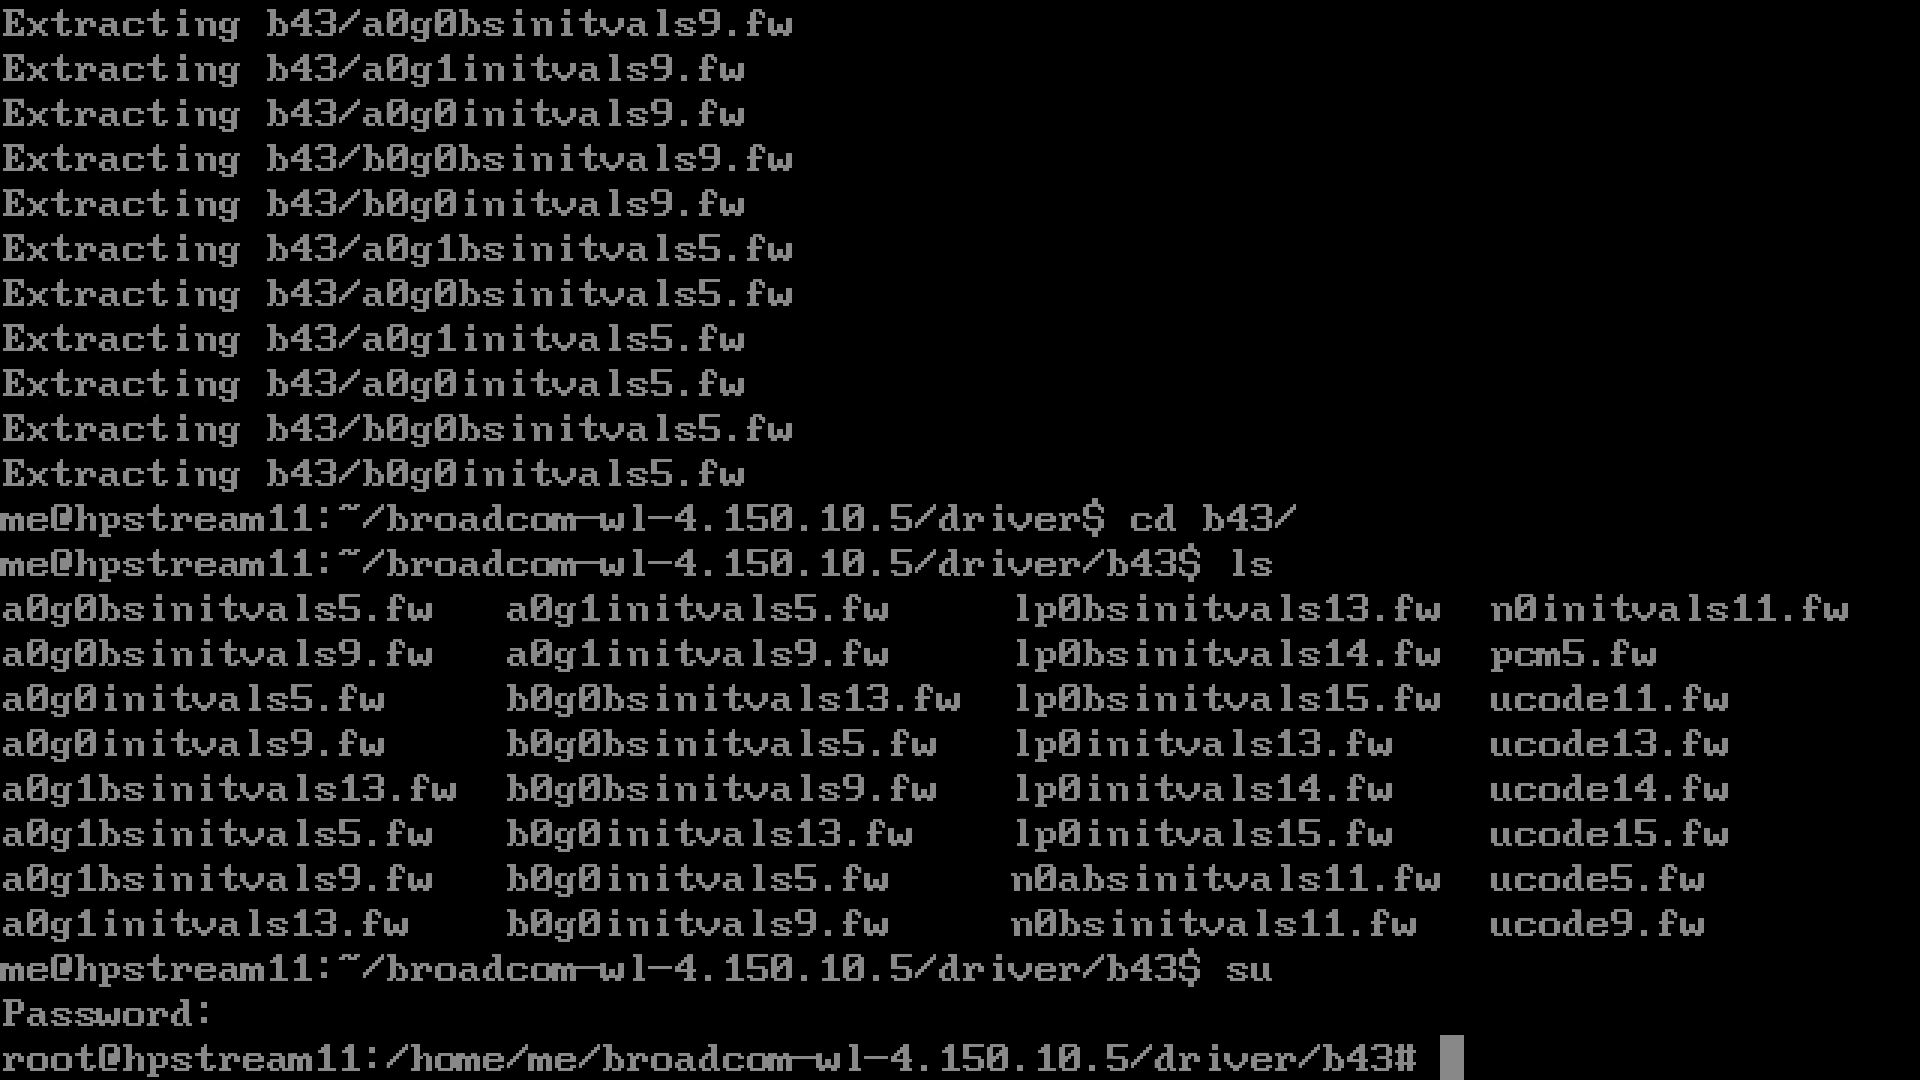 Extracting b43/a0g0bsinitvals9.fw
Extracting b43/a0g1initvals9.fw
Extracting b43/a0g0initvals9.fw
Extracting b43/b0g0bsinitvals9.fw
Extracting b43/b0g0initvals9.fw
Extracting b43/a0g1bsinitvals5.fw
Extracting b43/a0g0bsinitvals5.fw
Extracting b43/a0g1initvals5.fw
Extracting b43/a0g0initvals5.fw
Extracting b43/b0g0bsinitvals5.fw
Extracting b43/b0g0initvals5.fw
me@hpstream11:~/broadcom-wl-4.150.10.5/driver$ cd b43/
me@hpstream11:~/broadcom-wl-4.150.10.5/driver/b43$ ls
a0g0bsinitvals5.fw   a0g1initvals5.fw     lp0bsinitvals13.fw  n0initvals11.fw
a0g0bsinitvals9.fw   a0g1initvals9.fw     lp0bsinitvals14.fw  pcm5.fw
a0g0initvals5.fw     b0g0bsinitvals13.fw  lp0bsinitvals15.fw  ucode11.fw
a0g0initvals9.fw     b0g0bsinitvals5.fw   lp0initvals13.fw    ucode13.fw
a0g1bsinitvals13.fw  b0g0bsinitvals9.fw   lp0initvals14.fw    ucode14.fw
a0g1bsinitvals5.fw   b0g0initvals13.fw    lp0initvals15.fw    ucode15.fw
a0g1bsinitvals9.fw   b0g0initvals5.fw     n0absinitvals11.fw  ucode5.fw
a0g1initvals13.fw    b0g0initvals9.fw     n0bsinitvals11.fw   ucode9.fw
me@hpstream11:~/broadcom-wl-4.150.10.5/driver/b43$ su
Password:
root@hpstream11:/home/me/broadcom-wl-4.150.10.5/driver/b43#